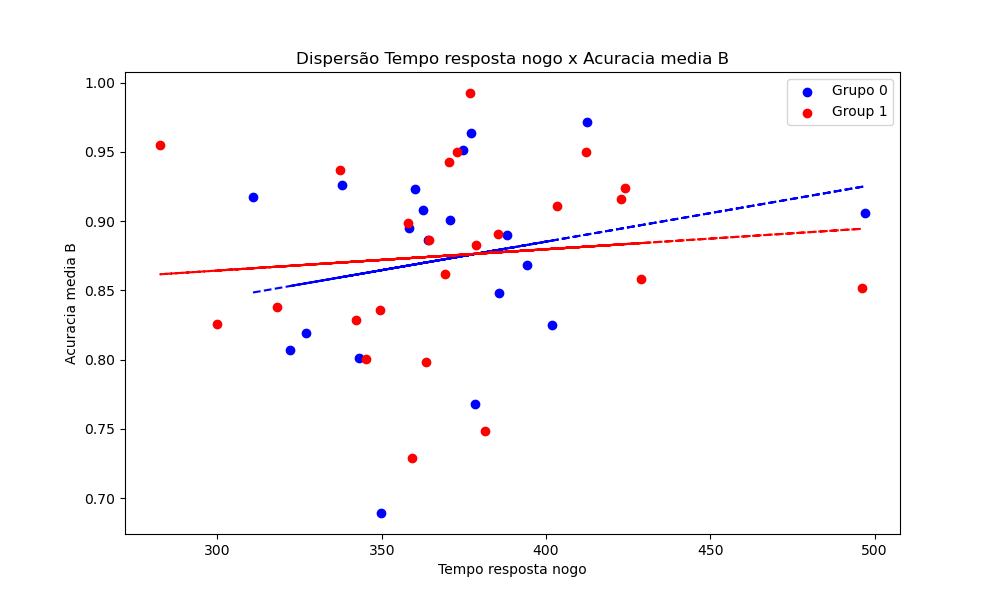 Dispersão Tempo resposta nogo x Acuracia media B
Grupo 0
Group 1
1.00
0.95
0.90
0.85
0.80
0.75
0.70
Acuracia media B
300
350
400
450
500
Tempo resposta nogo